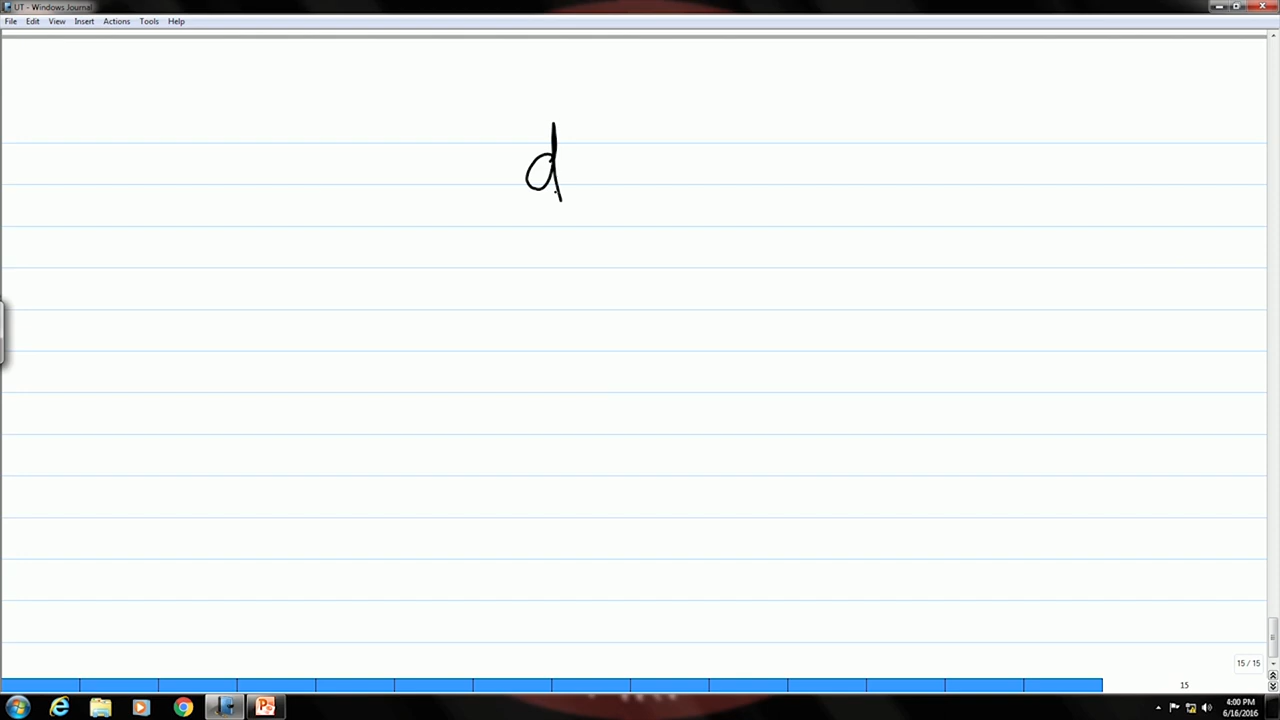 UT - Windows Journal
File Edit View Insert Actions Tools Help
d
15 / 15
15
4:00 PM
6/16/2016